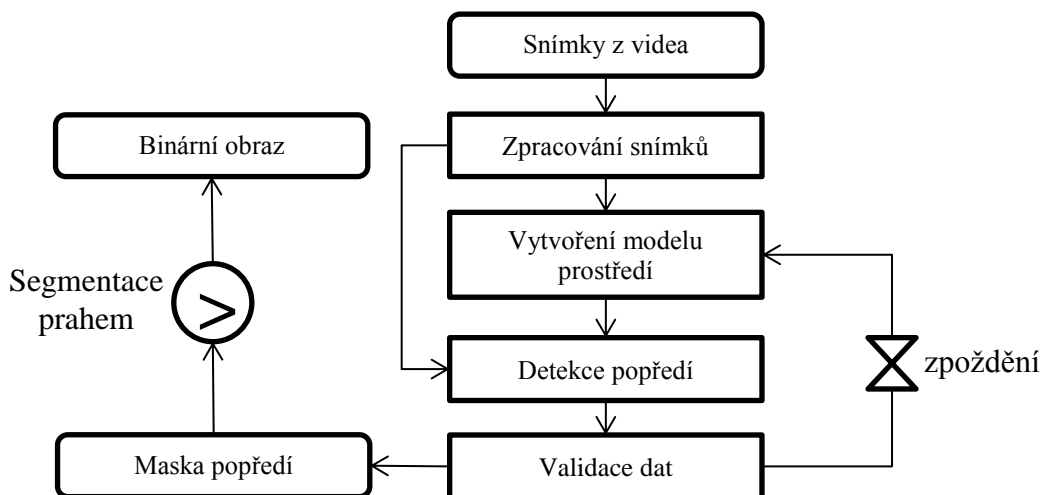 Snímky z videa
Zpracování snímků
Binární obraz
Vytvoření modelu
prostředí
Segmentace
prahem
>
Detekce popředí
zpoždění
Maska popředí
Validace dat